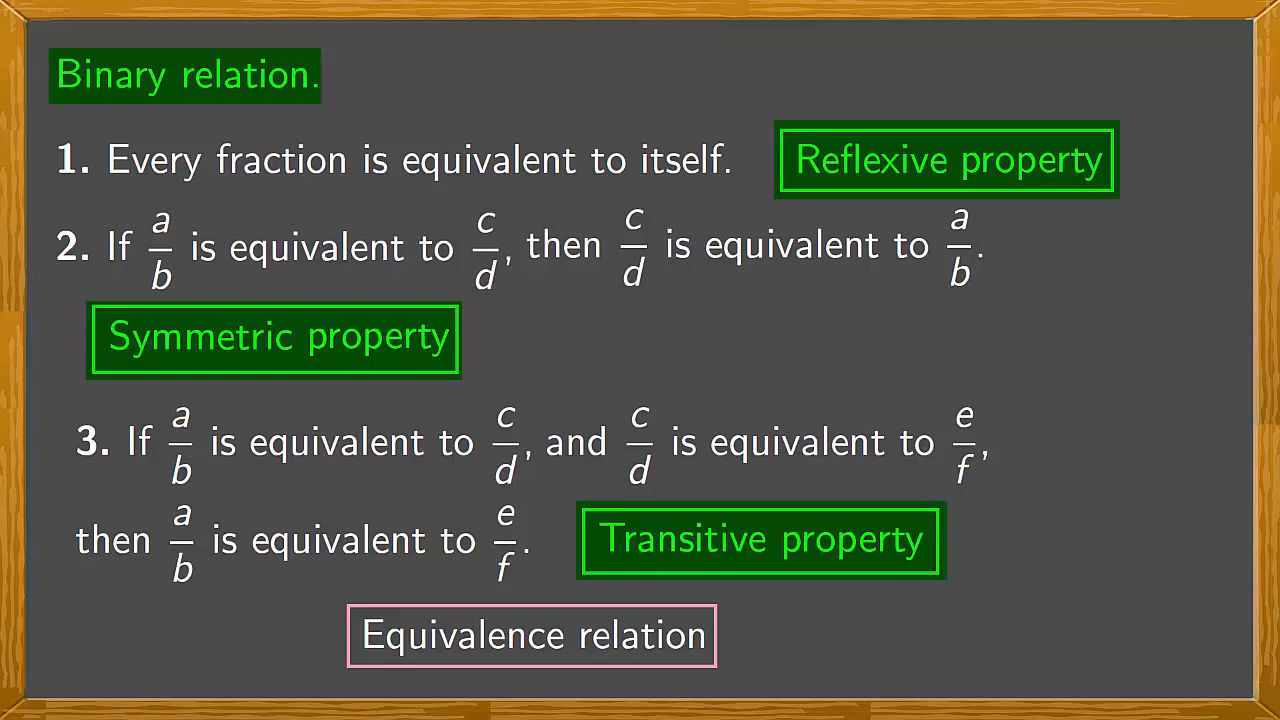 Binary relation.
1. Every fraction is equivalent to itself. Reflexive property
2. If a/b is equivalent to c/d, then c/d is equivalent to a/b.
Symmetric property
3. If a/b is equivalent to c/d, and c/d is equivalent to e/f,
then a/b is equivalent to e/f. Transitive property
Equivalence relation